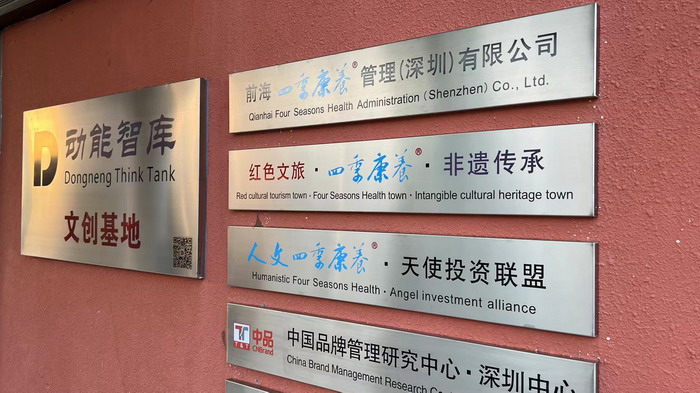 D 动能智库
Dongneng Think Tank
文创基地
前海 四季康养® 管理(深圳)有限公司
Qianhai Four Seasons Health Administration (Shenzhen) Co., Ltd.
红色文旅·四季康养®·非遗传承
Red cultural tourism town · Four Seasons Health town · Intangible cultural heritage town
人文四季康养®·天使投资联盟
Humanistic Four Seasons Health · Angel investment alliance
中品 中国品牌管理研究中心·深圳中心
CNBrand
T&T
China Brand Management Research